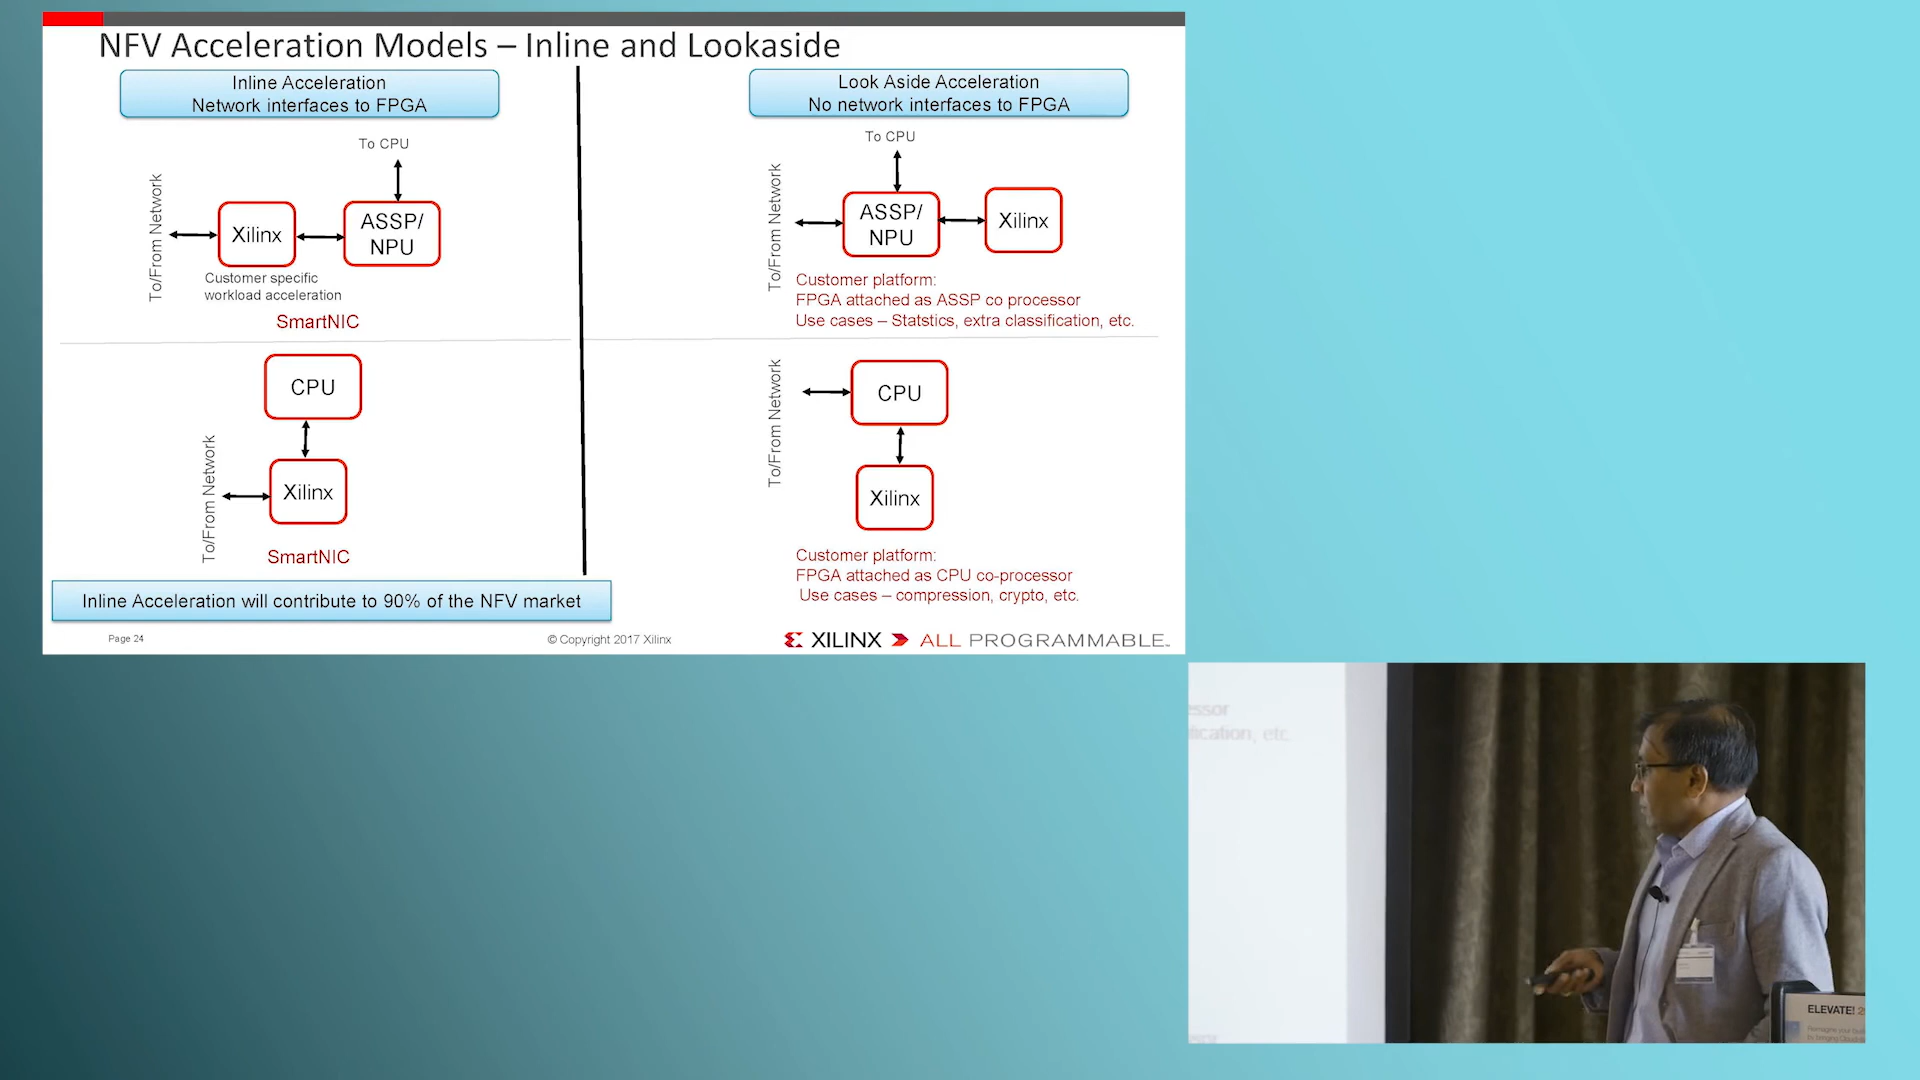 NFV Acceleration Models – Inline and Lookaside
Inline Acceleration
Network interfaces to FPGA
To CPU
To/From Network
Xilinx
ASSP/
NPU
Customer specific
workload acceleration
SmartNIC
CPU
To/From Network
Xilinx
SmartNIC
Inline Acceleration will contribute to 90% of the NFV market
Look Aside Acceleration
No network interfaces to FPGA
To CPU
To/From Network
ASSP/
NPU
Xilinx
Customer platform:
FPGA attached as ASSP co processor
Use cases – Statstics, extra classification, etc.
To/From Network
CPU
Xilinx
Customer platform:
FPGA attached as CPU co-processor
Use cases – compression, crypto, etc.
Page 24
© Copyright 2017 Xilinx
XILINX ALL PROGRAMMABLE
essor
fication, etc.
ELEVATE!